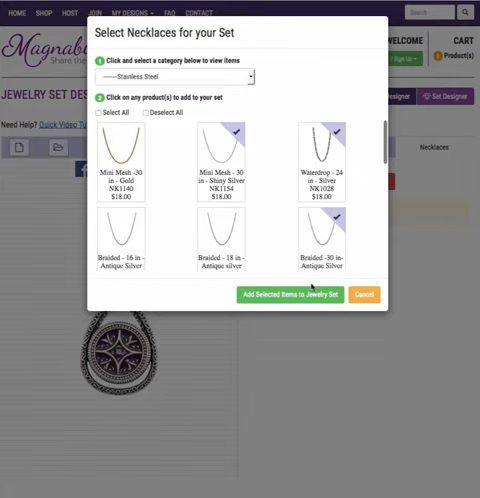 HOME SHOP HOST JOIN MY DESIGNS FAQ CONTACT
Search
Select Necklaces for your Set
Magnab
Share the
WELCOME
CART
Sign Up
Product(s)
1 Click and select a category below to view items
-------Stainless Steel
JEWELRY SET DES
esigner
Set Designer
2 Click on any product(s) to add to your set
Select All Deselect All
Need Help? Quick Video Tu
Necklaces
Mini Mesh -30
in - Gold
NK1140
$18.00
Mini Mesh -30
in - Shiny Silver
NK1154
$18.00
Waterdrop - 24
in - Silver
NK1028
$18.00
Braided - 16 in -
Antique Silver
Braided - 18 in -
Antique silver
Braided -30 in-
Antique Silver
Add Selected Items to Jewelry Set
Cancel